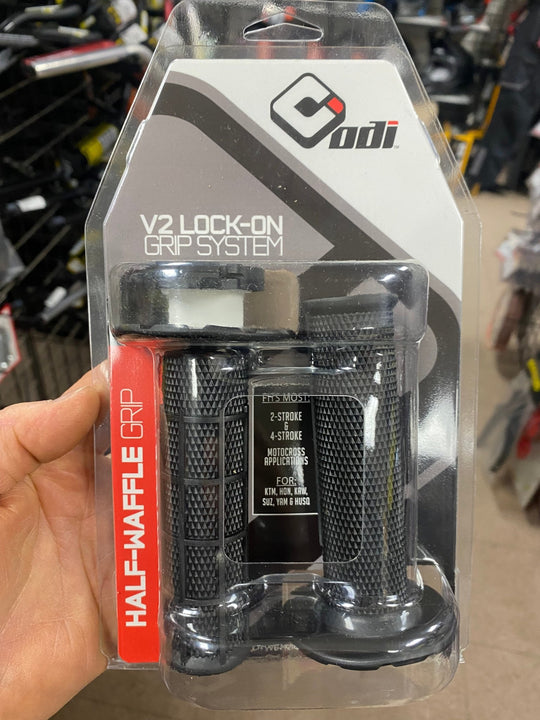 odi
V2 LOCK-ON
GRIP SYSTEM
HALF-WAFFLE GRIP
FITS MOST:
2-STROKE
&
4-STROKE
MOTOCROSS
APPLICATIONS
FOR:
KTM, HON, KAW,
SUZ, YAM & HUSQ